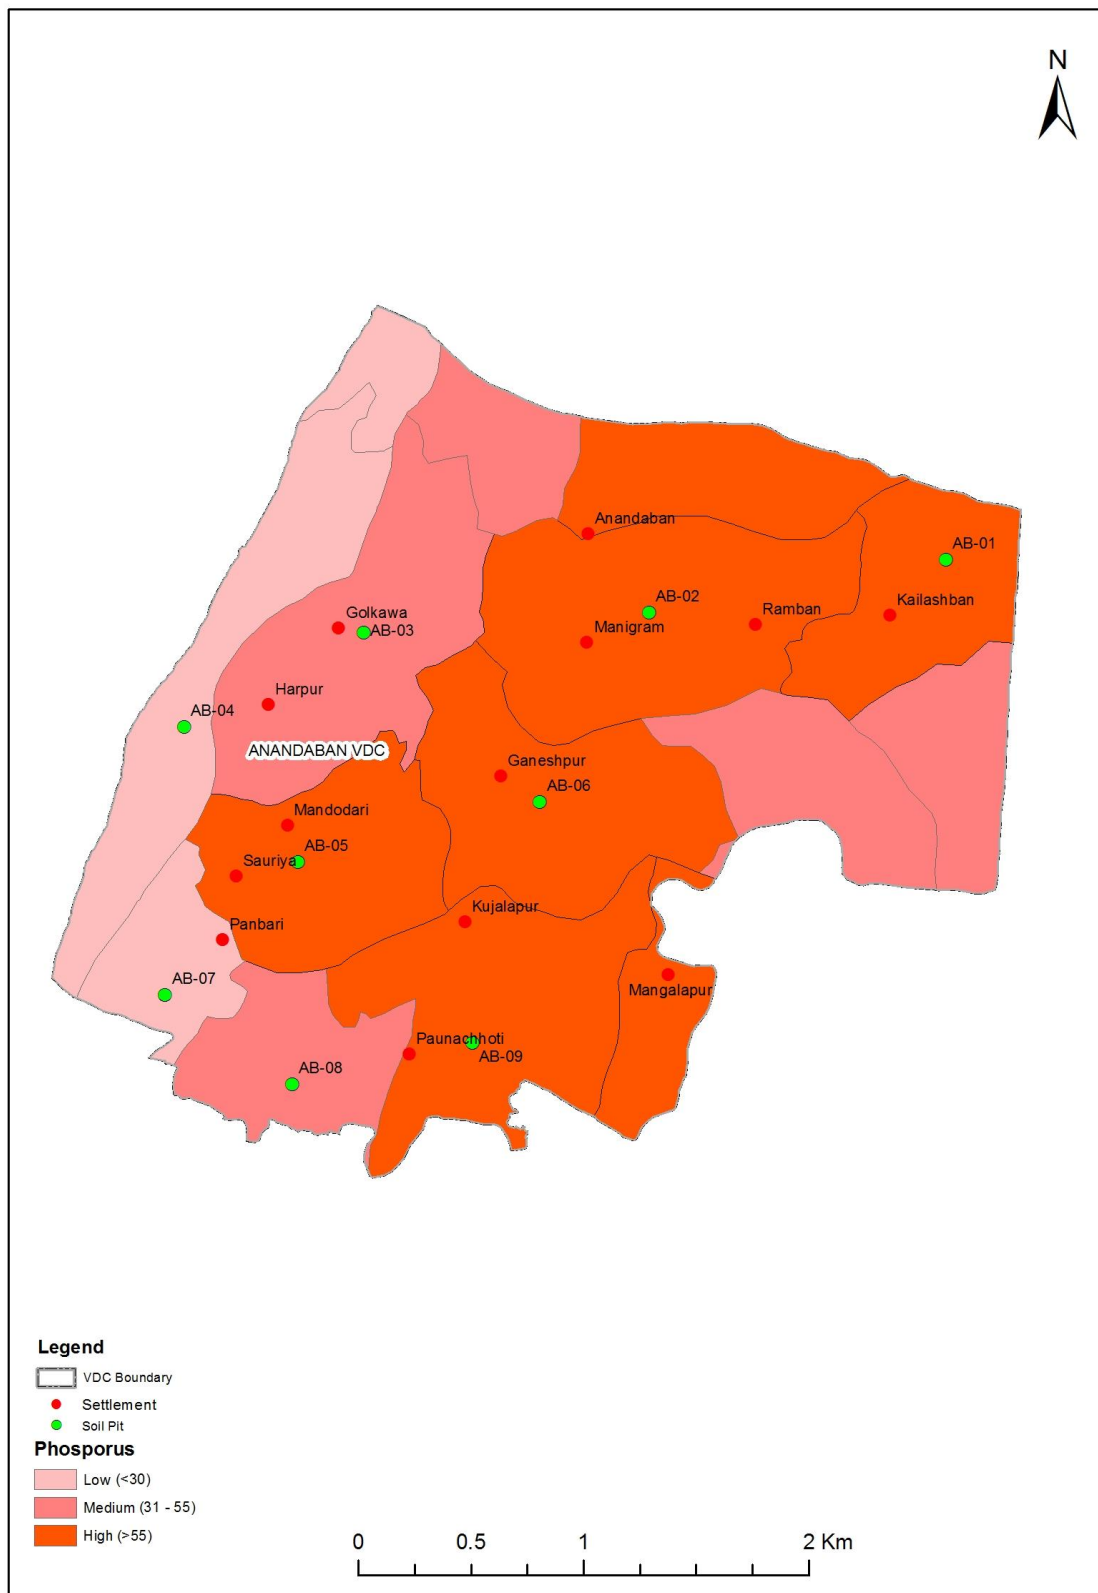 N
Anandaban
AB-01
AB-02
Ramban
Kailashban
Golkawa
AB-03
Manigram
Harpur
AB-04
ANANDABAN VDC
Ganeshpur
AB-06
Mandodari
AB-05
Sauriya
Kujalapur
Panbari
AB-07
Mangalapur
Paunachhoti
AB-09
AB-08
Legend
VDC Boundary
Settlement
Soil Pit
Phosporus
Low (<30)
Medium (31 - 55)
High (>55)
0 0.5 1 2 Km